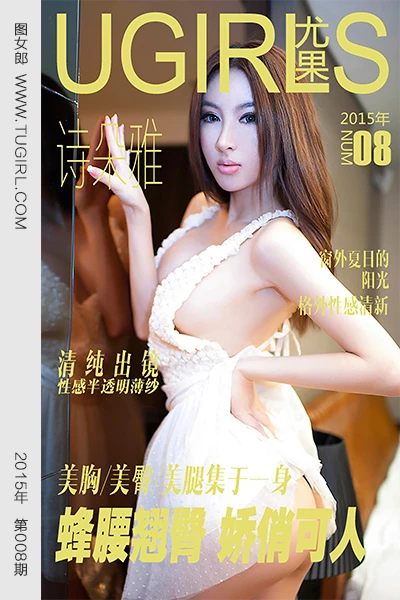 图女郎 WWW.TUGIRL.COM
2015年 第008期
UGIRLS
尤果
2015年
NUM 08
诗朵雅
窗外夏日的
阳光
格外性感清新
清纯出镜
性感半透明薄纱
美胸/美臀/美腿集于一身
蜂腰翘臀 娇俏可人